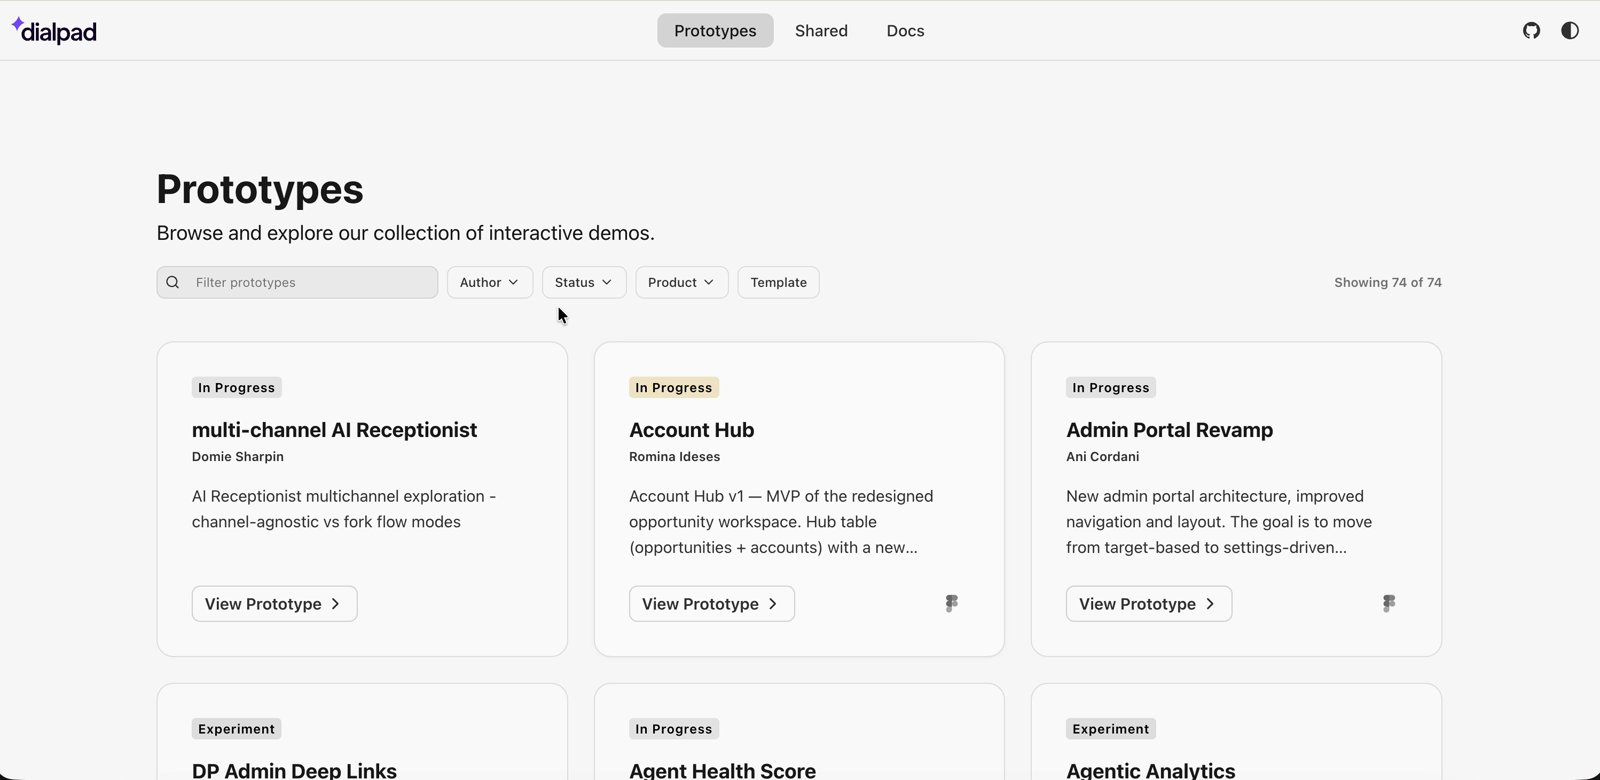 dialpad
Prototypes
Shared
Docs
Prototypes
Browse and explore our collection of interactive demos.
Filter prototypes
Author
Status
Product
Template
Showing 74 of 74
In Progress
multi-channel AI Receptionist
Domie Sharpin
AI Receptionist multichannel exploration -
channel-agnostic vs fork flow modes
View Prototype
In Progress
Account Hub
Romina Ideses
Account Hub v1 — MVP of the redesigned
opportunity workspace. Hub table
(opportunities + accounts) with a new...
View Prototype
In Progress
Admin Portal Revamp
Ani Cordani
New admin portal architecture, improved
navigation and layout. The goal is to move
from target-based to settings-driven...
View Prototype
Experiment
DP Admin Deep Links
In Progress
Agent Health Score
Experiment
Agentic Analytics